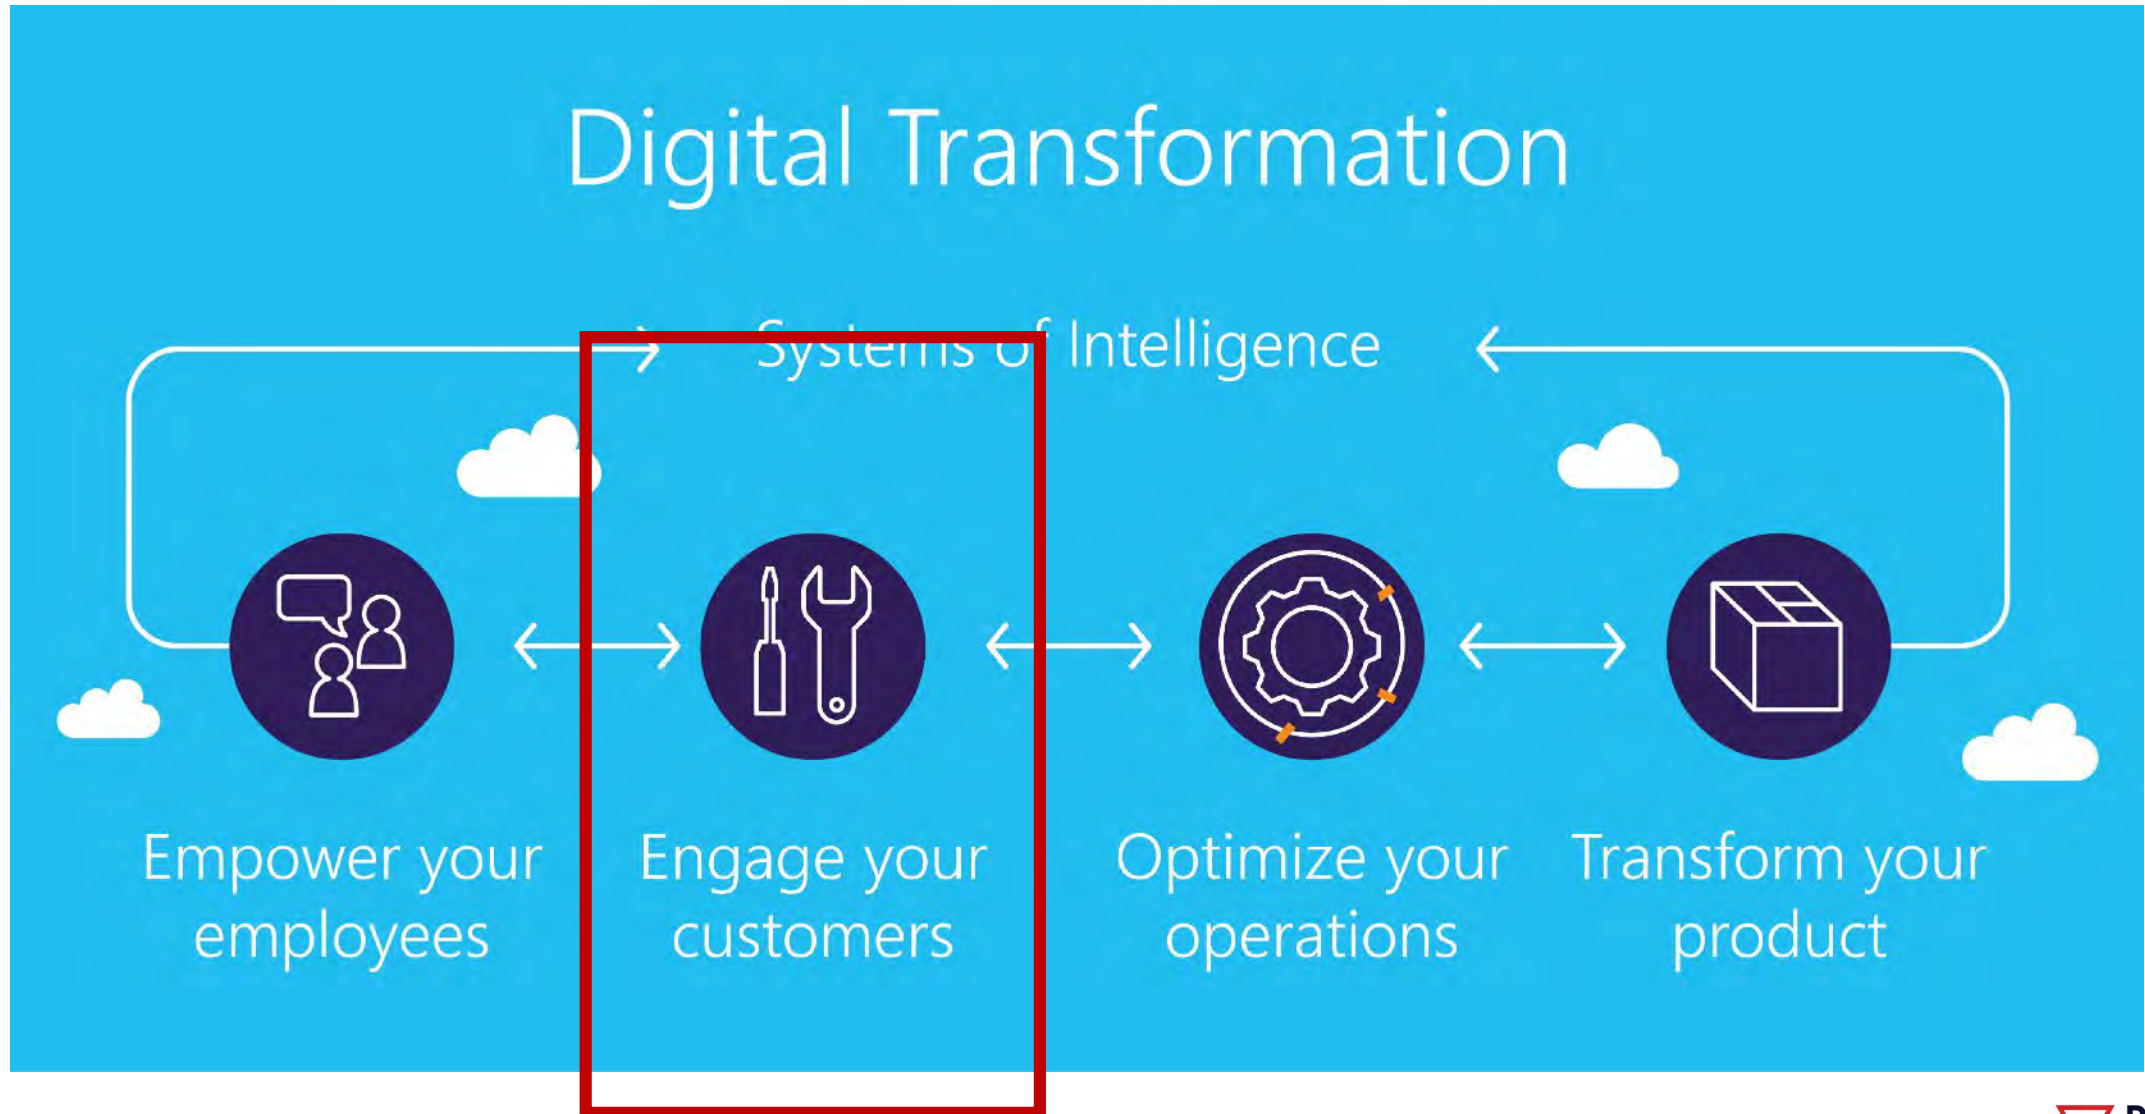 Digital Transformation
Systems of Intelligence
Empower your
employees
Engage your
customers
Optimize your
operations
Transform your
product